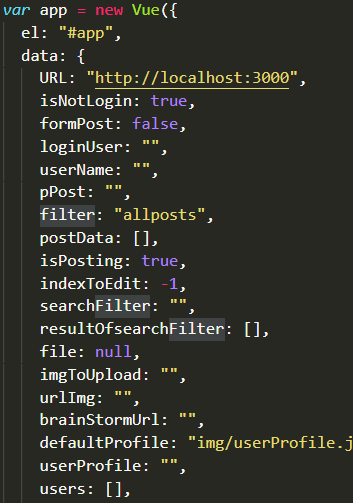 var app = new Vue({
el: "#app",
data: {
URL: "http://localhost:3000",
isNotLogin: true,
formPost: false,
loginUser: "",
userName: "",
pPost: "",
filter: "allposts",
postData: [],
isPosting: true,
indexToEdit: -1,
searchFilter: "",
resultOfsearchFilter: [],
file: null,
imgToUpload: "",
urlImg: "",
brainStormUrl: "",
defaultProfile: "img/userProfile.j
userProfile: "",
users: [],